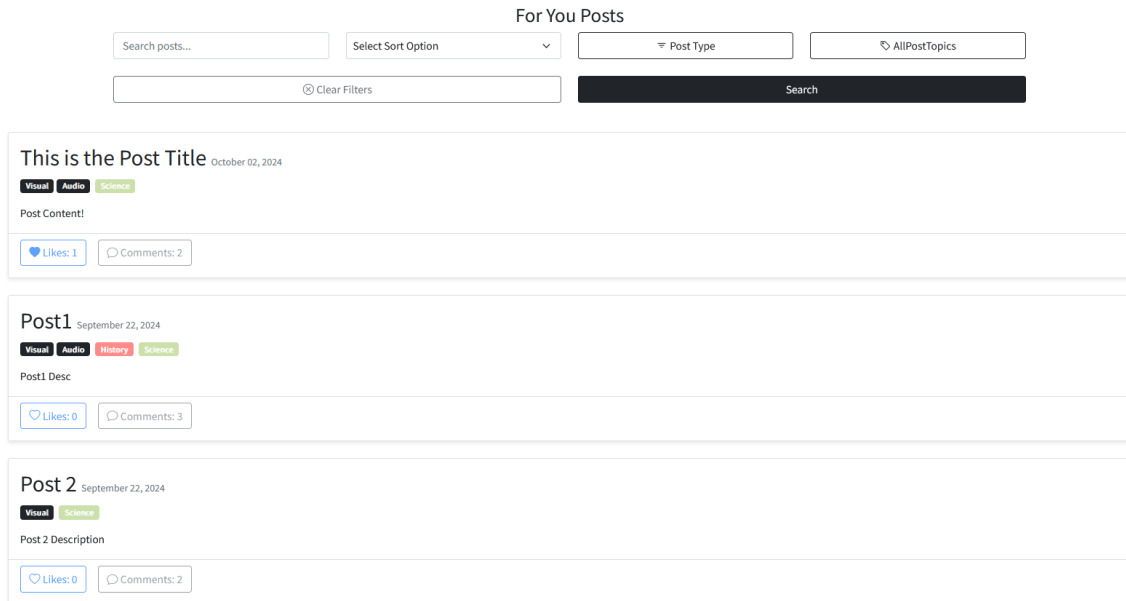 For You Posts
Search posts... Select Sort Option Post Type AllPostTopics
Clear Filters Search
This is the Post Title October 02, 2024
Visual Audio Science
Post Content!
Likes: 1 Comments: 2
Post1 September 22, 2024
Visual Audio History Science
Post1 Desc
Likes: 0 Comments: 3
Post 2 September 22, 2024
Visual Science
Post 2 Description
Likes: 0 Comments: 2